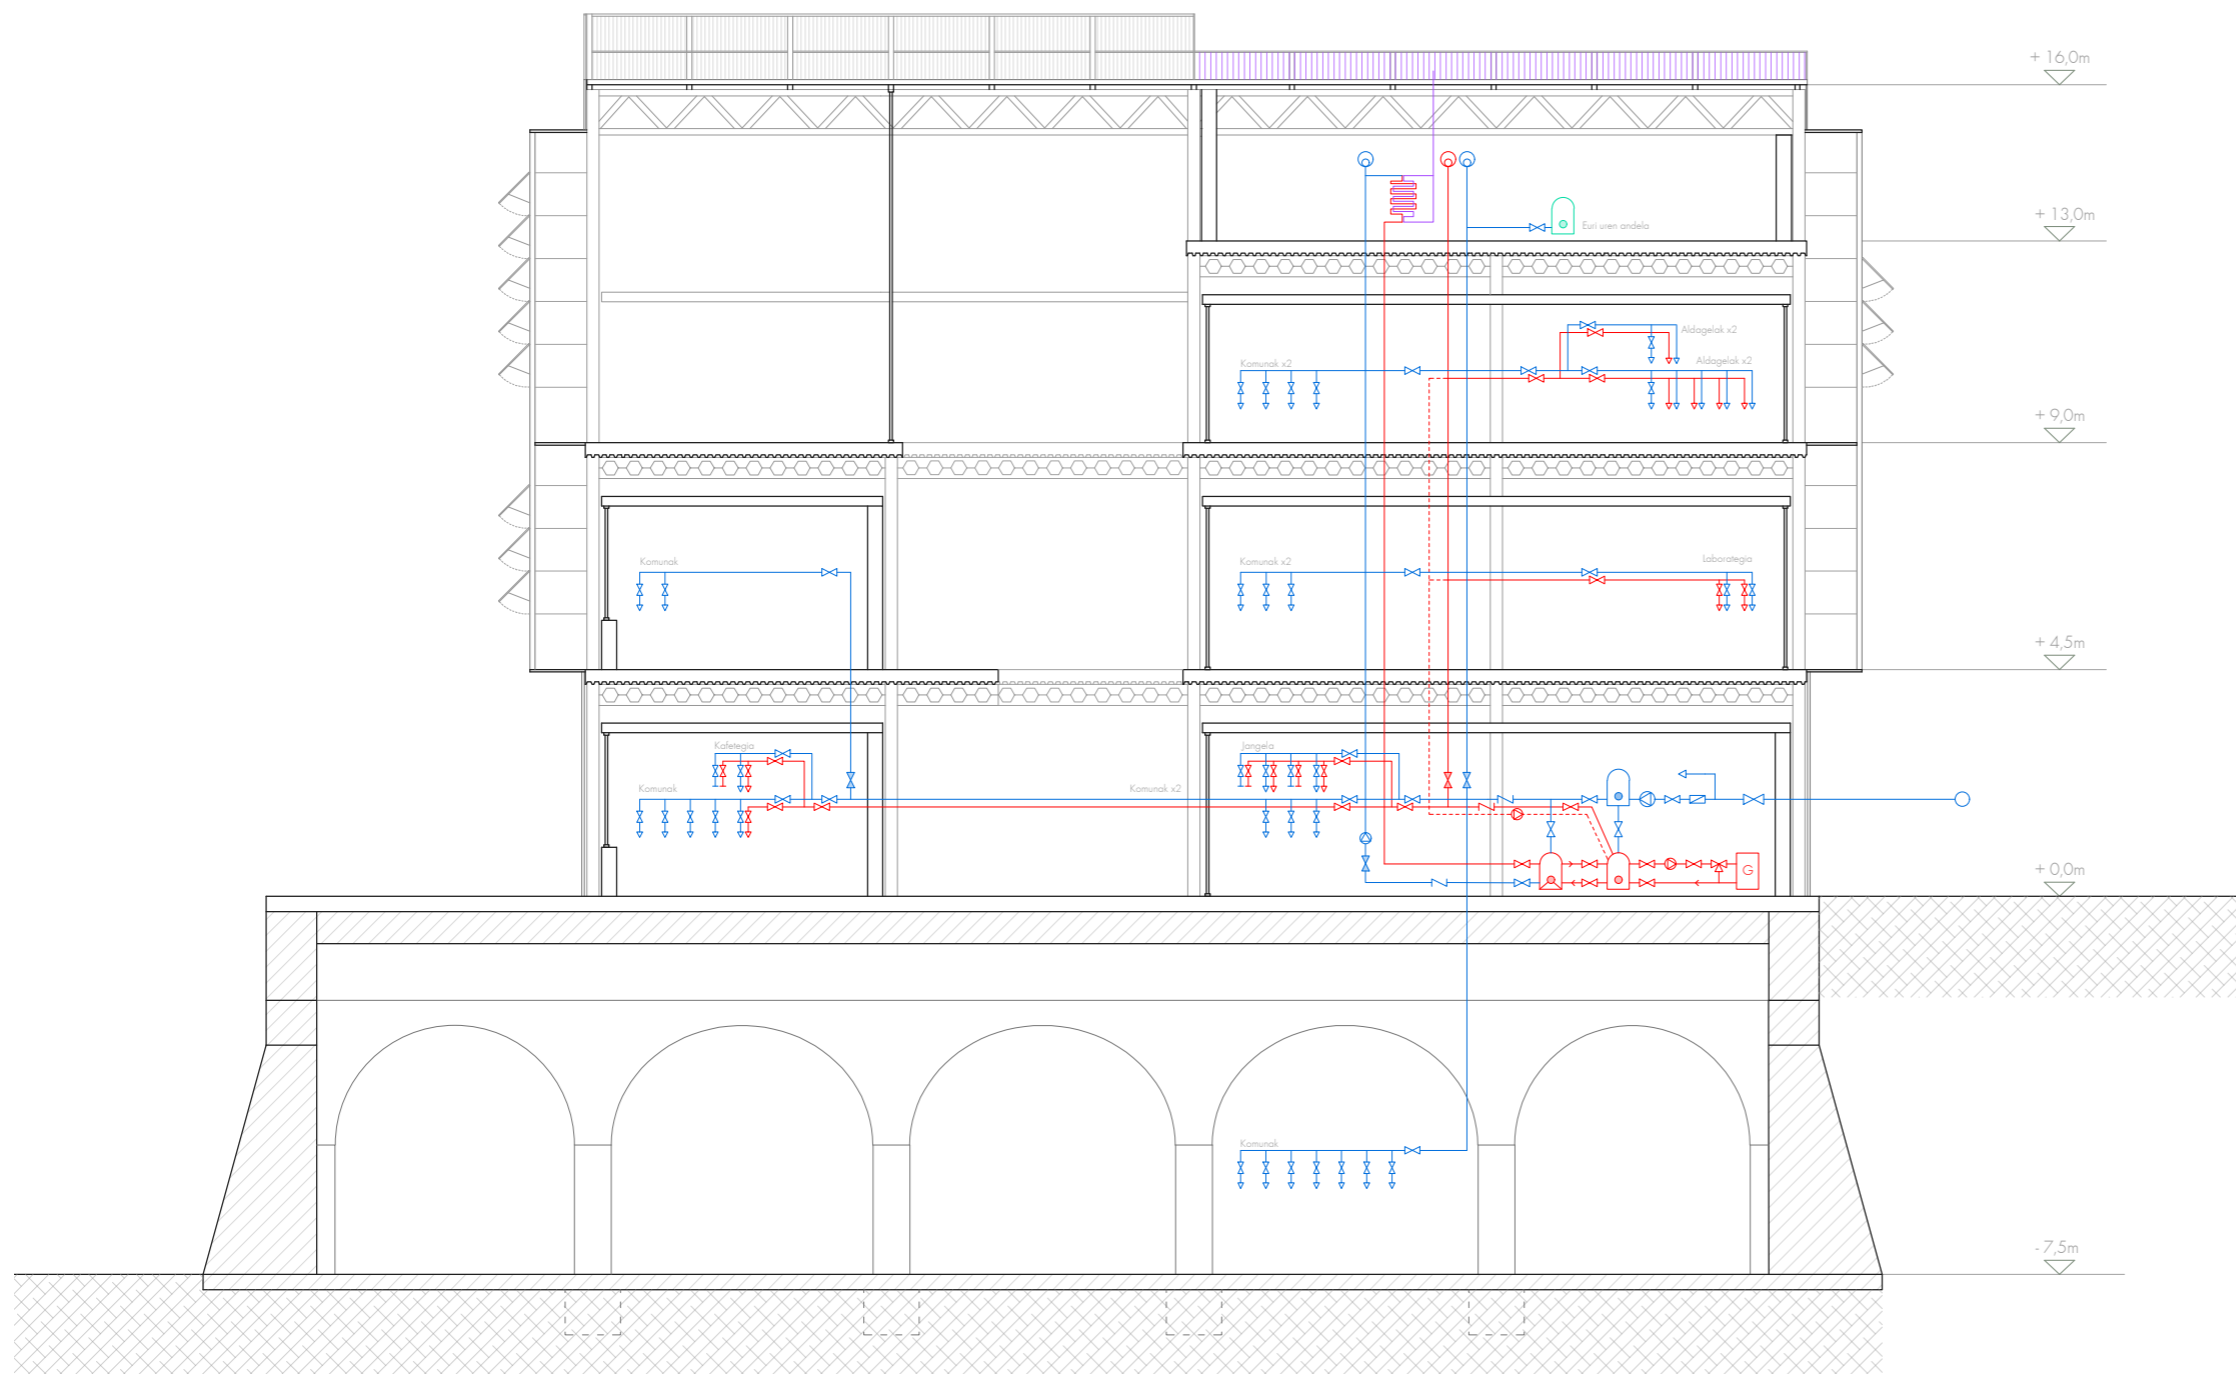 + 16,0m
+ 13,0m
Euri uren andela
Aldagelak x2
Komunak x2
Aldagelak x2
+ 9,0m
Komunak
Komunak x2
Laborategia
+ 4,5m
Kafetegia
Jangela
Komunak
Komunak x2
G
+ 0,0m
Komunak
- 7,5m